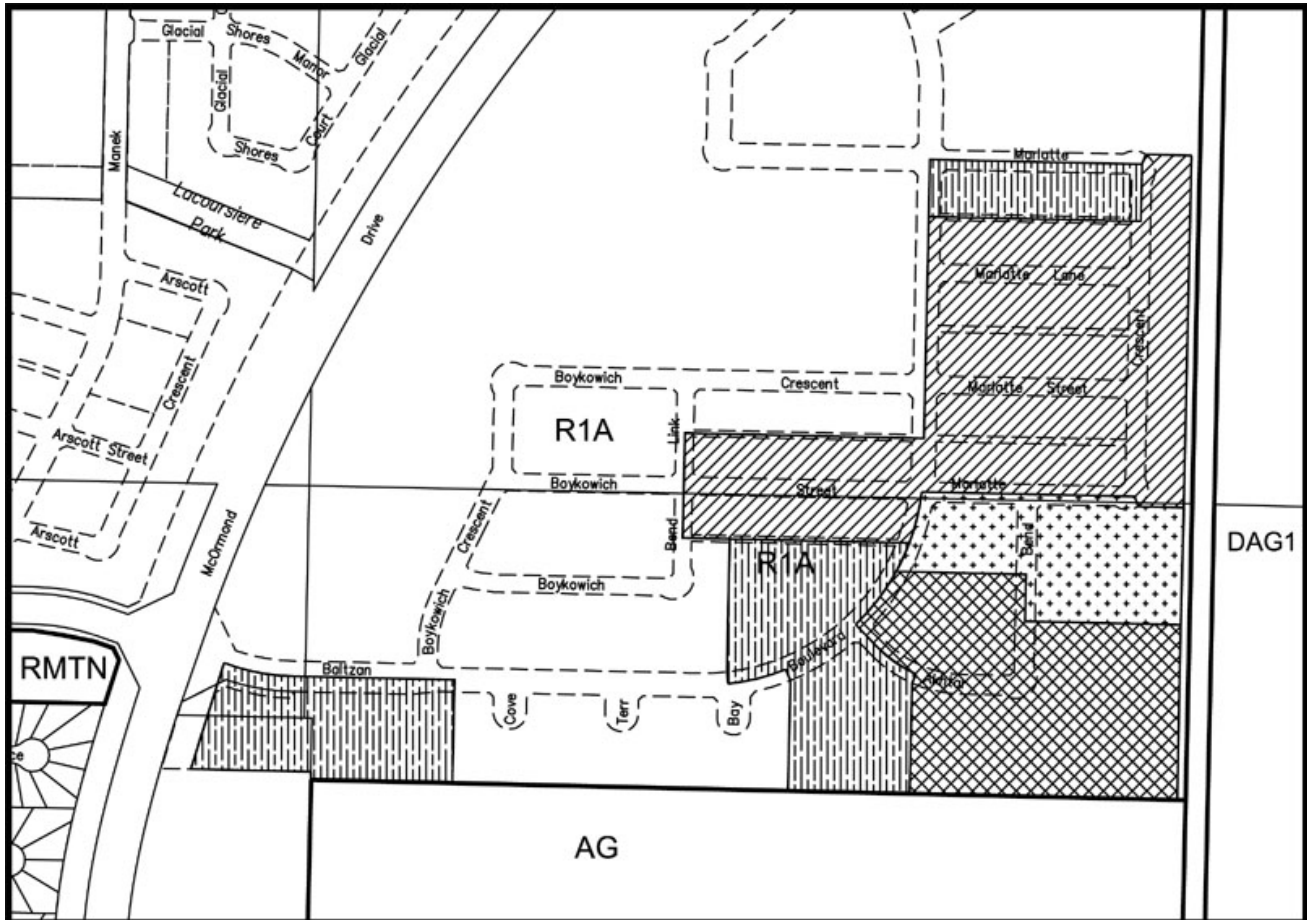 Glacial
Shores
Manor
Glacial
Glacial
Shores
Court
Manek
Lacoursiere
Park
Drive
Marlatte
Arscott
Marlatte Lane
Crescent
Crescent
Boykowich
Crescent
Marlatte Street
R1A
Link
Arscott Street
Boykowich
Street
Marlatte
Arscott
McOrmond
Crescent
Bend
Bend
DAG1
R1A
Boykowich
Boykowich
Boulevard
RMTN
Baltzan
Akhtar
Cove
Terr
Bay
ce
AG